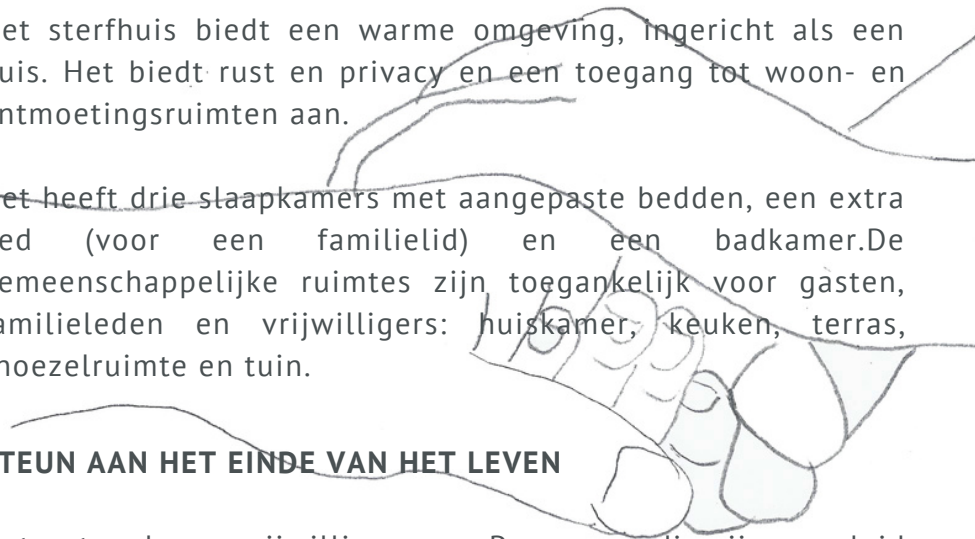 et sterfhuis biedt een warme omgeving, ingericht als een
uis. Het biedt rust en privacy en een toegang tot woon- en
ntmoetingsruimten aan.
et heeft drie slaapkamers met aangepaste bedden, een extra
ed (voor een familielid) en een badkamer.De
emeenschappelijke ruimtes zijn toegankelijk voor gasten,
amilieleden en vrijwilligers: huiskamer, keuken, terras,
noezelruimte en tuin.
TEUN AAN HET EINDE VAN HET LEVEN